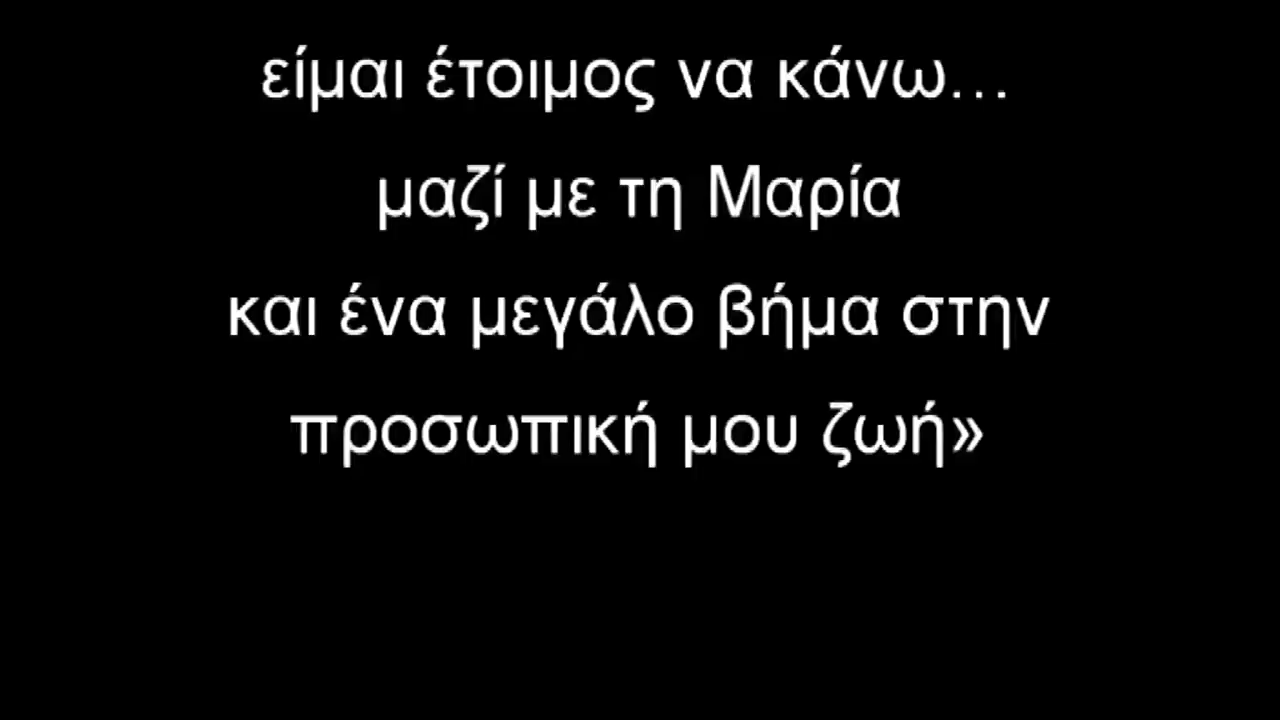 είμαι έτοιμος να κάνω...
μαζί με τη Μαρία
και ένα μεγάλο βήμα στην
προσωπική μου ζωή»